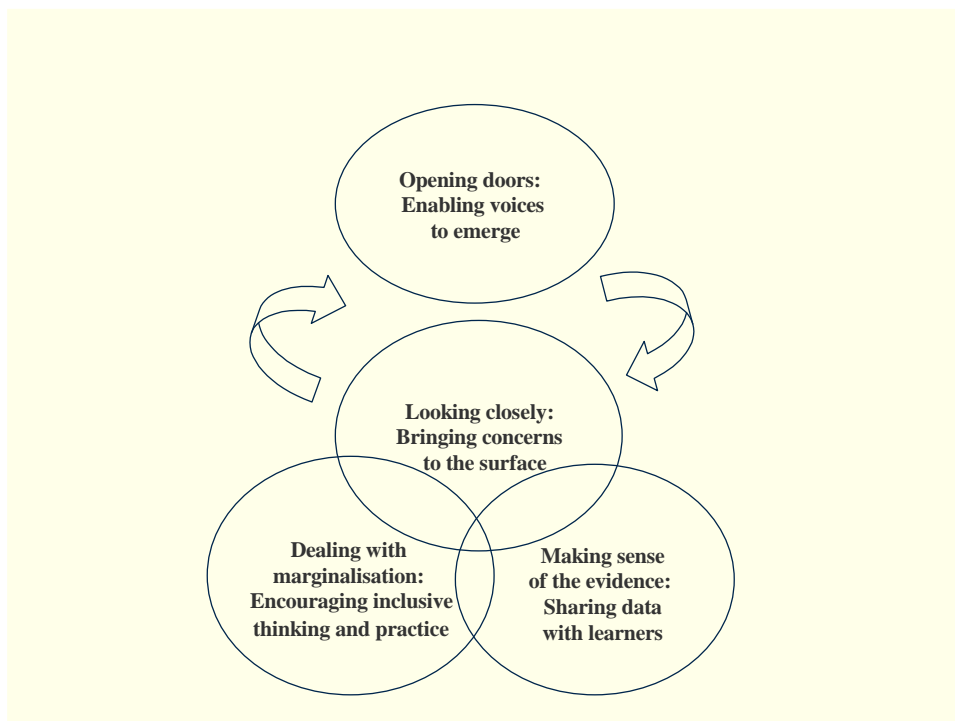 Opening doors:
Enabling voices
to emerge
Looking closely:
Bringing concerns
to the surface
Dealing with
marginalisation:
Encouraging inclusive
thinking and practice
Making sense
of the evidence:
Sharing data
with learners